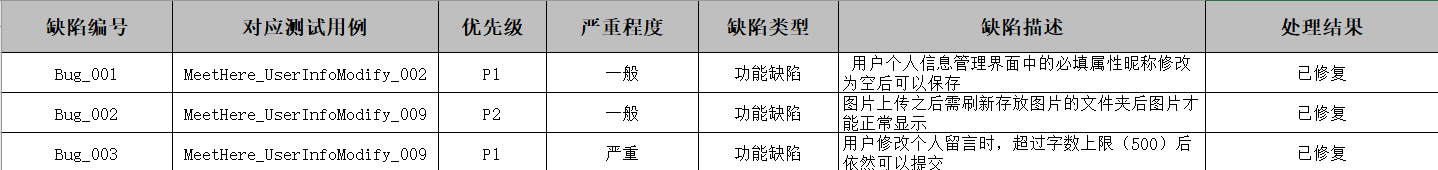 缺陷编号 对应测试用例 优先级 严重程度 缺陷类型 缺陷描述 处理结果
Bug_001 MeetHere_UserInfoModify_002 P1 一般 功能缺陷 用户个人信息管理界面中的必填属性昵称修改
为空后可以保存 已修复
Bug_002 MeetHere_UserInfoModify_009 P2 一般 功能缺陷 图片上传之后需刷新存放图片的文件夹后图片才
能正常显示 已修复
Bug_003 MeetHere_UserInfoModify_009 P1 严重 功能缺陷 用户修改个人留言时，超过字数上限（500）后
依然可以提交 已修复